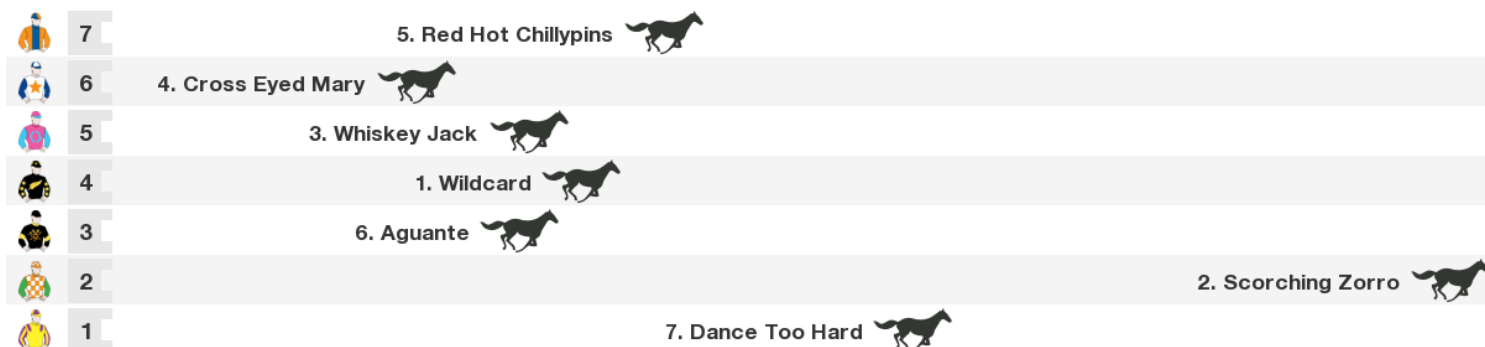 7 5. Red Hot Chillypins
6 4. Cross Eyed Mary
5 3. Whiskey Jack
4 1. Wildcard
3 6. Aguante
2 2. Scorching Zorro
1 7. Dance Too Hard